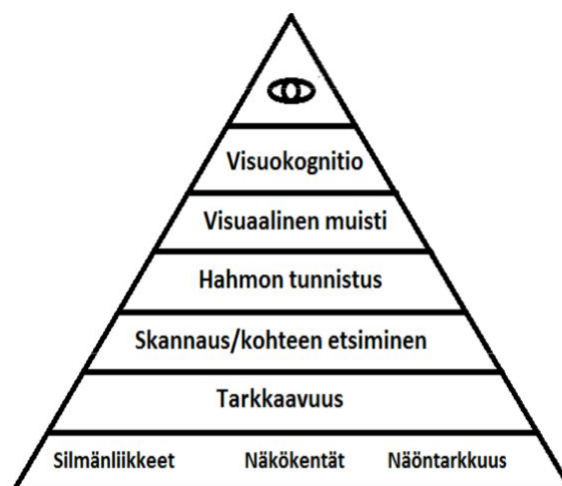 Visuokognitio
Visuaalinen muisti
Hahmon tunnistus
Skannaus/kohteen etsiminen
Tarkkaavuus
Silmänliikkeet Näkökentät Näöntarkkuus